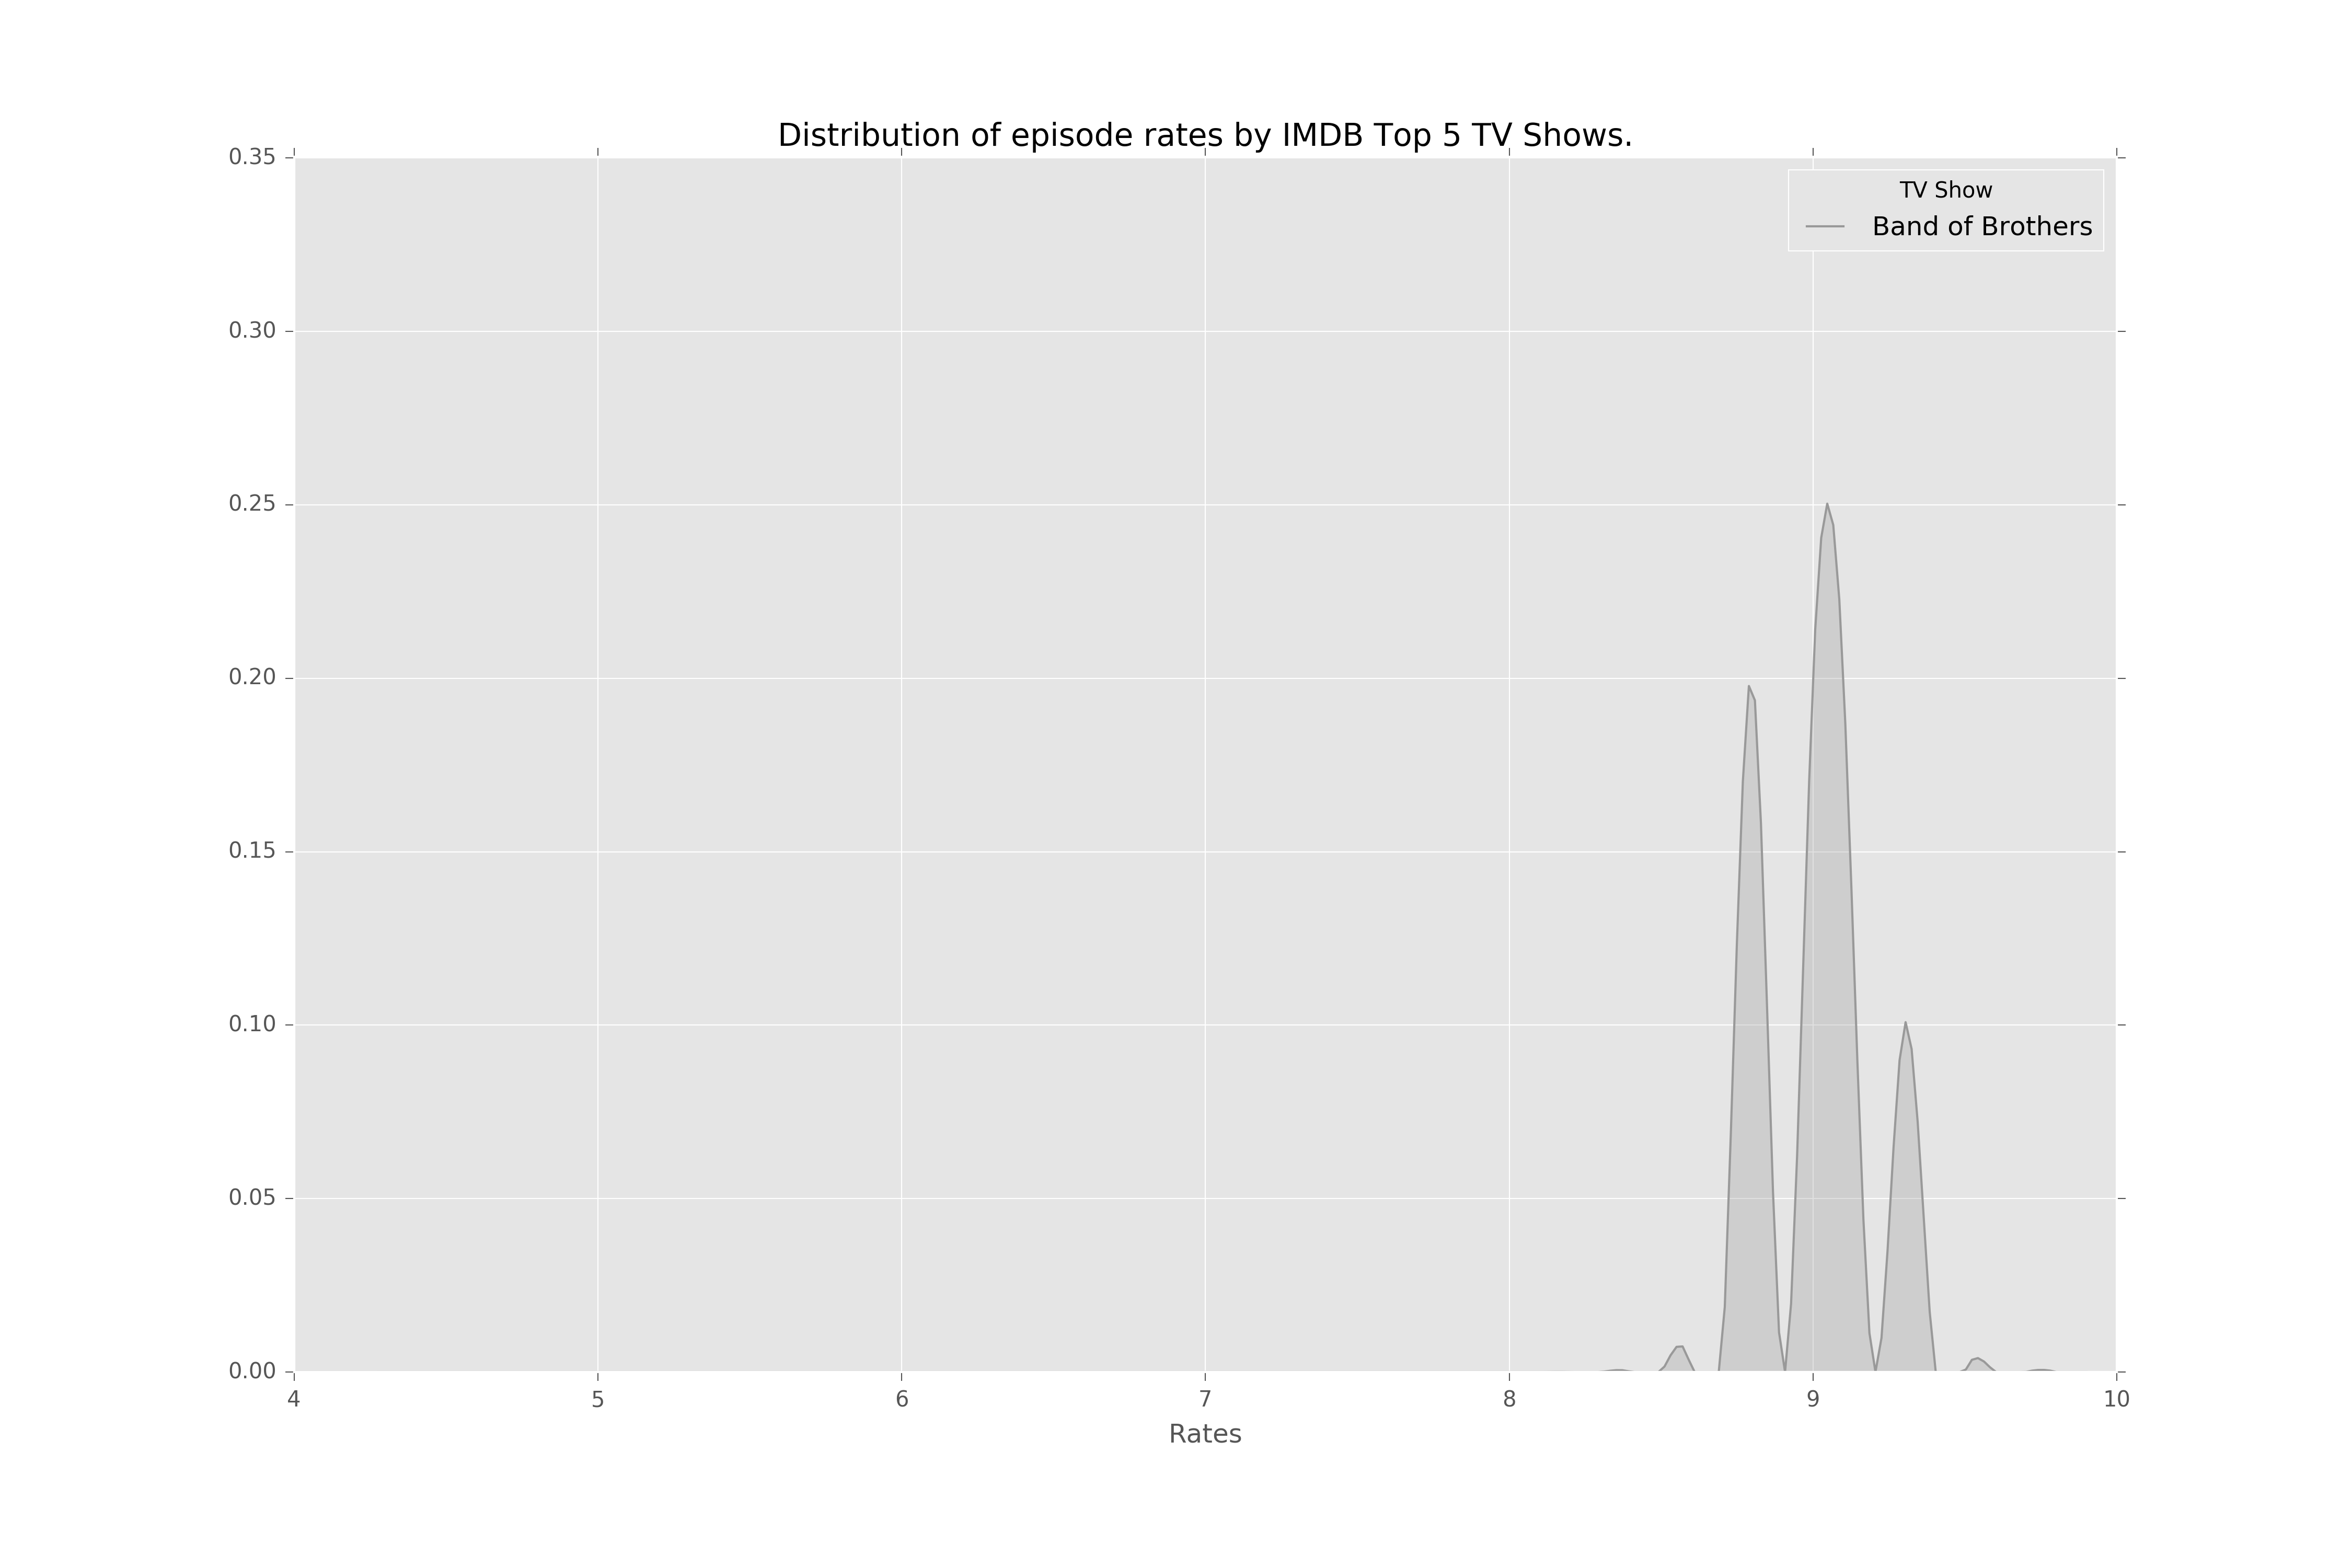 Distribution of episode rates by IMDB Top 5 TV Shows.
TV Show
Band of Brothers
0.35
0.30
0.25
0.20
0.15
0.10
0.05
0.00
4 5 6 7 8 9 10
Rates